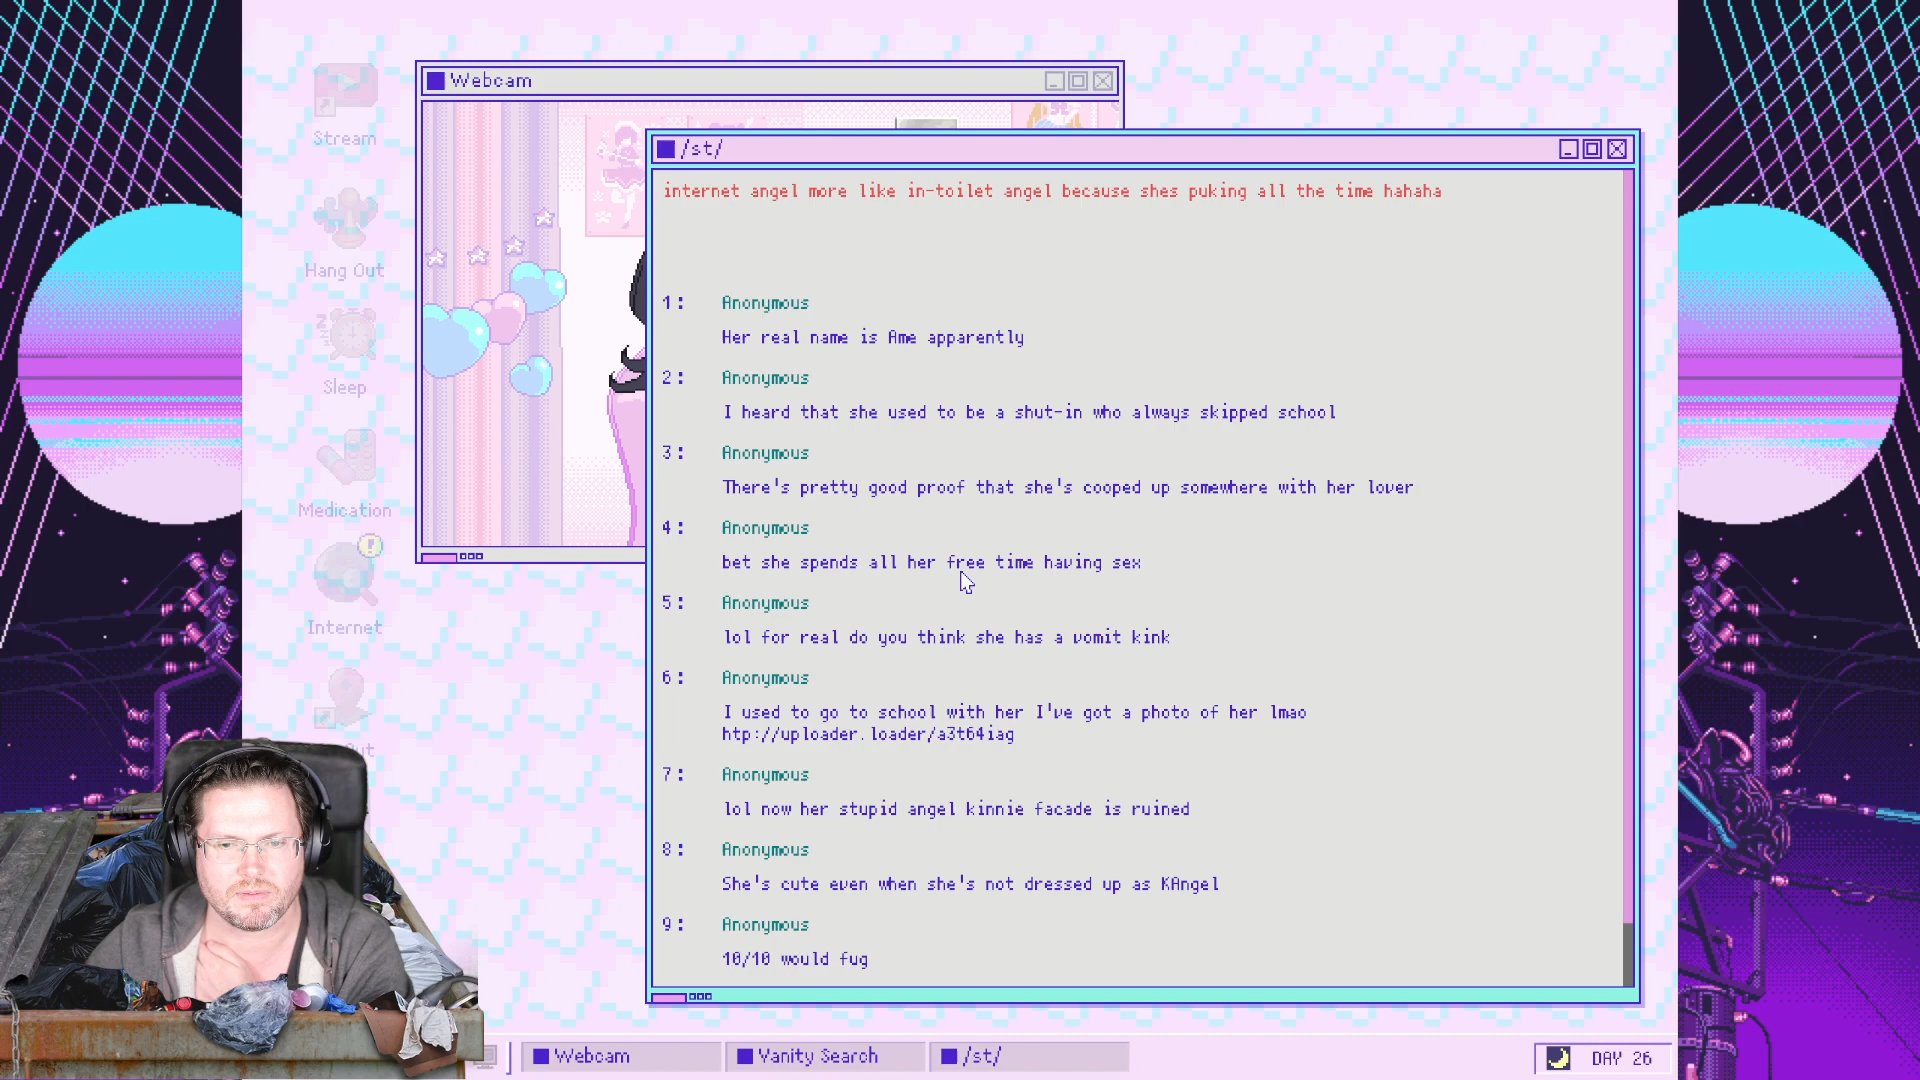 Webcam
/st/
internet angel more like in-toilet angel because shes puking all the time hahaha
1: Anonymous
Her real name is Ame apparently
2: Anonymous
I heard that she used to be a shut-in who always skipped school
3: Anonymous
There's pretty good proof that she's cooped up somewhere with her lover
4: Anonymous
bet she spends all her free time having sex
5: Anonymous
lol for real do you think she has a vomit kink
6: Anonymous
I used to go to school with her I've got a photo of her lmao
htp://uploader.loader/a3t64iag
7: Anonymous
lol now her stupid angel kinnie facade is ruined
8: Anonymous
She's cute even when she's not dressed up as KAngel
9: Anonymous
10/10 would fug
Stream
Hang Out
Sleep
Medication
Internet
Webcam
Vanity Search
/st/
DAY 26